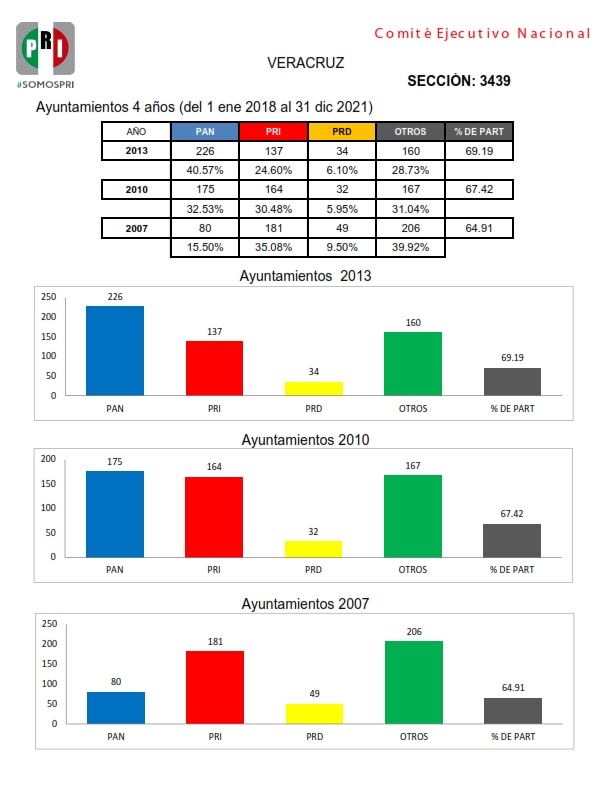 Comité Ejecutivo Nacional
PRI
#SOMOSPRI
VERACRUZ
SECCIÓN: 3439
Ayuntamientos 4 años (del 1 ene 2018 al 31 dic 2021)
AÑO PAN PRI PRD OTROS % DE PART
2013 226 137 34 160 69.19
40.57% 24.60% 6.10% 28.73%
2010 175 164 32 167 67.42
32.53% 30.48% 5.95% 31.04%
2007 80 181 49 206 64.91
15.50% 35.08% 9.50% 39.92%
Ayuntamientos 2013
250
200
150
100
50
0
226
137
34
160
69.19
PAN PRI PRD OTROS % DE PART
Ayuntamientos 2010
200
150
100
50
0
175
164
32
167
67.42
PAN PRI PRD OTROS % DE PART
Ayuntamientos 2007
250
200
150
100
50
0
80
181
49
206
64.91
PAN PRI PRD OTROS % DE PART